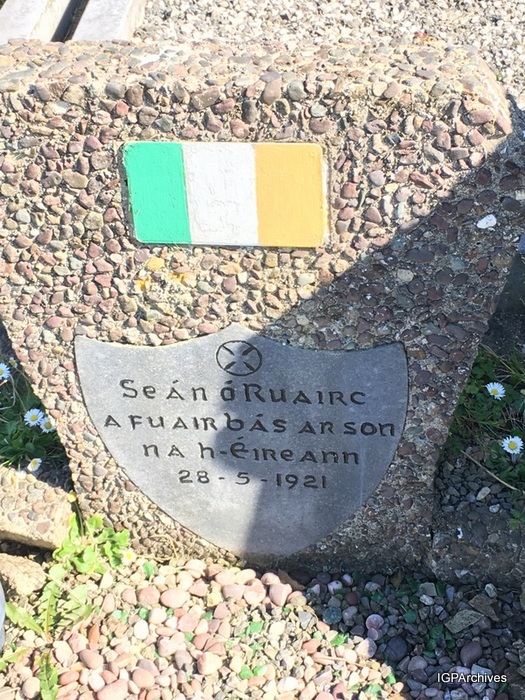 Seán ó Ruairc
a fuair bás ar son
na h-Éireann
28-5-1921
IGPArchives